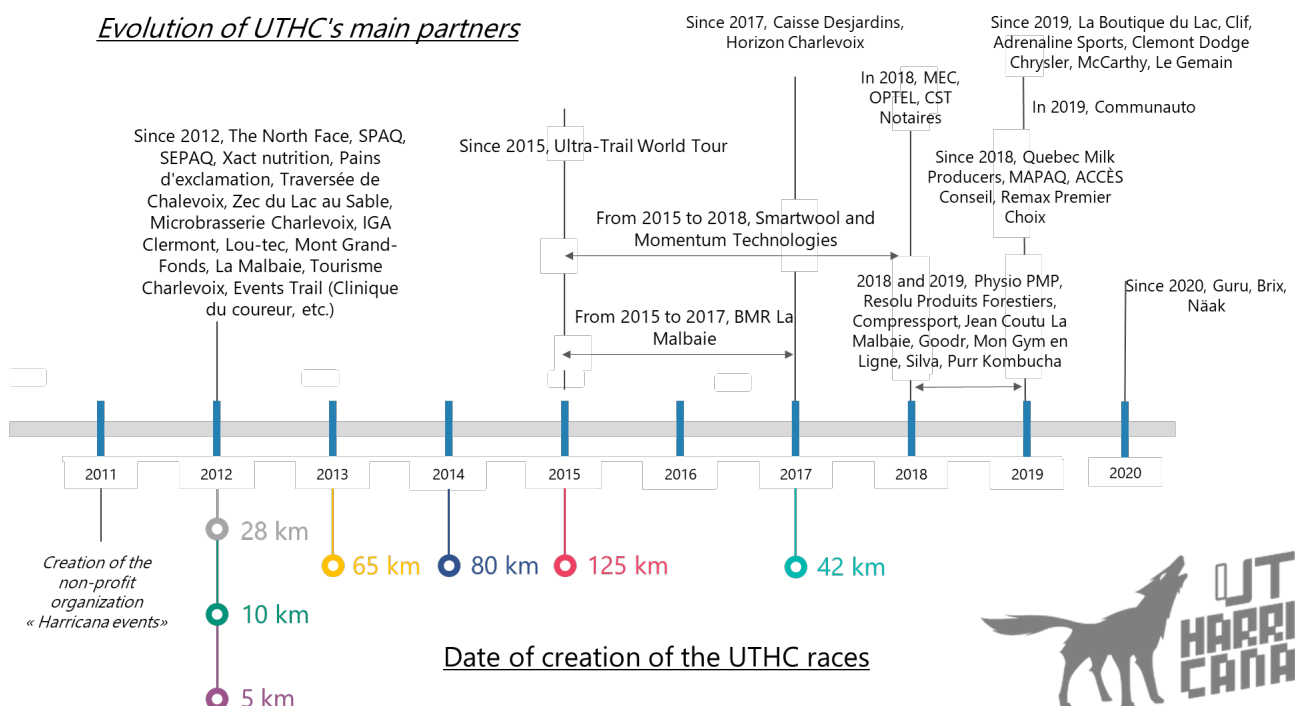 Evolution of UTHC's main partners
Since 2017, Caisse Desjardins,
Horizon Charlevoix
Since 2019, La Boutique du Lac, Clif,
Adrenaline Sports, Clemont Dodge
Chrysler, McCarthy, Le Gemain
In 2018, MEC,
OPTEL, CST
Notaires
In 2019, Communauto
Since 2012, The North Face, SPAQ,
SEPAQ, Xact nutrition, Pains
d'exclamation, Traversée de
Chalevoix, Zec du Lac au Sable,
Microbrasserie Charlevoix, IGA
Clermont, Lou-tec, Mont Grand-
Fonds, La Malbaie, Tourisme
Charlevoix, Events Trail (Clinique
du coureur, etc.)
Since 2015, Ultra-Trail World Tour
Since 2018, Quebec Milk
Producers, MAPAQ, ACCÈS
Conseil, Remax Premier
Choix
From 2015 to 2018, Smartwool and
Momentum Technologies
2018 and 2019, Physio PMP,
Resolu Produits Forestiers,
Compressport, Jean Coutu La
Malbaie, Goodr, Mon Gym en
Ligne, Silva, Purr Kombucha
Since 2020, Guru, Brix,
Näak
From 2015 to 2017, BMR La
Malbaie
2011
2012
2013
2014
2015
2016
2017
2018
2019
2020
Creation of the
non-profit
organization
« Harricana events»
28 km
10 km
5 km
65 km
80 km
125 km
42 km
Date of creation of the UTHC races
UT
HARRI
CANA